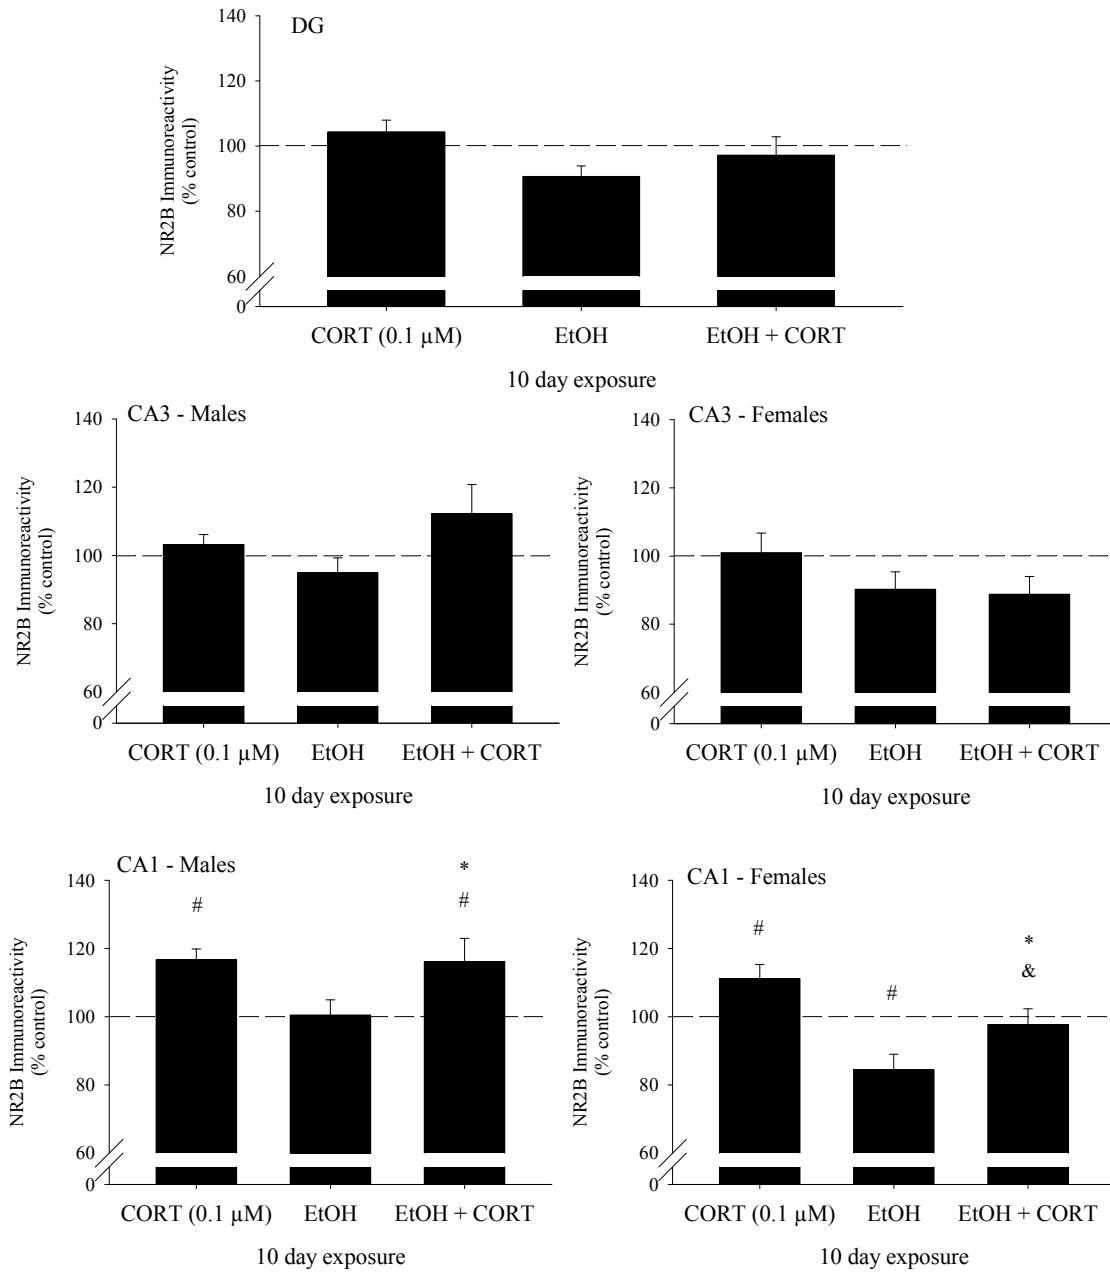 DG
NR2B Immunoreactivity
(% control)
140
120
100
80
60
0
CORT (0.1 µM) EtOH EtOH + CORT
10 day exposure
CA3 - Males
NR2B Immunoreactivity
(% control)
140
120
100
80
60
0
CORT (0.1 µM) EtOH EtOH + CORT
10 day exposure
CA3 - Females
NR2B Immunoreactivity
(% control)
140
120
100
80
60
0
CORT (0.1 µM) EtOH EtOH + CORT
10 day exposure
CA1 - Males
NR2B Immunoreactivity
(% control)
140
120
100
80
60
0
*
# #
CORT (0.1 µM) EtOH EtOH + CORT
10 day exposure
CA1 - Females
NR2B Immunoreactivity
(% control)
140
120
100
80
60
0
# *
&
#
CORT (0.1 µM) EtOH EtOH + CORT
10 day exposure